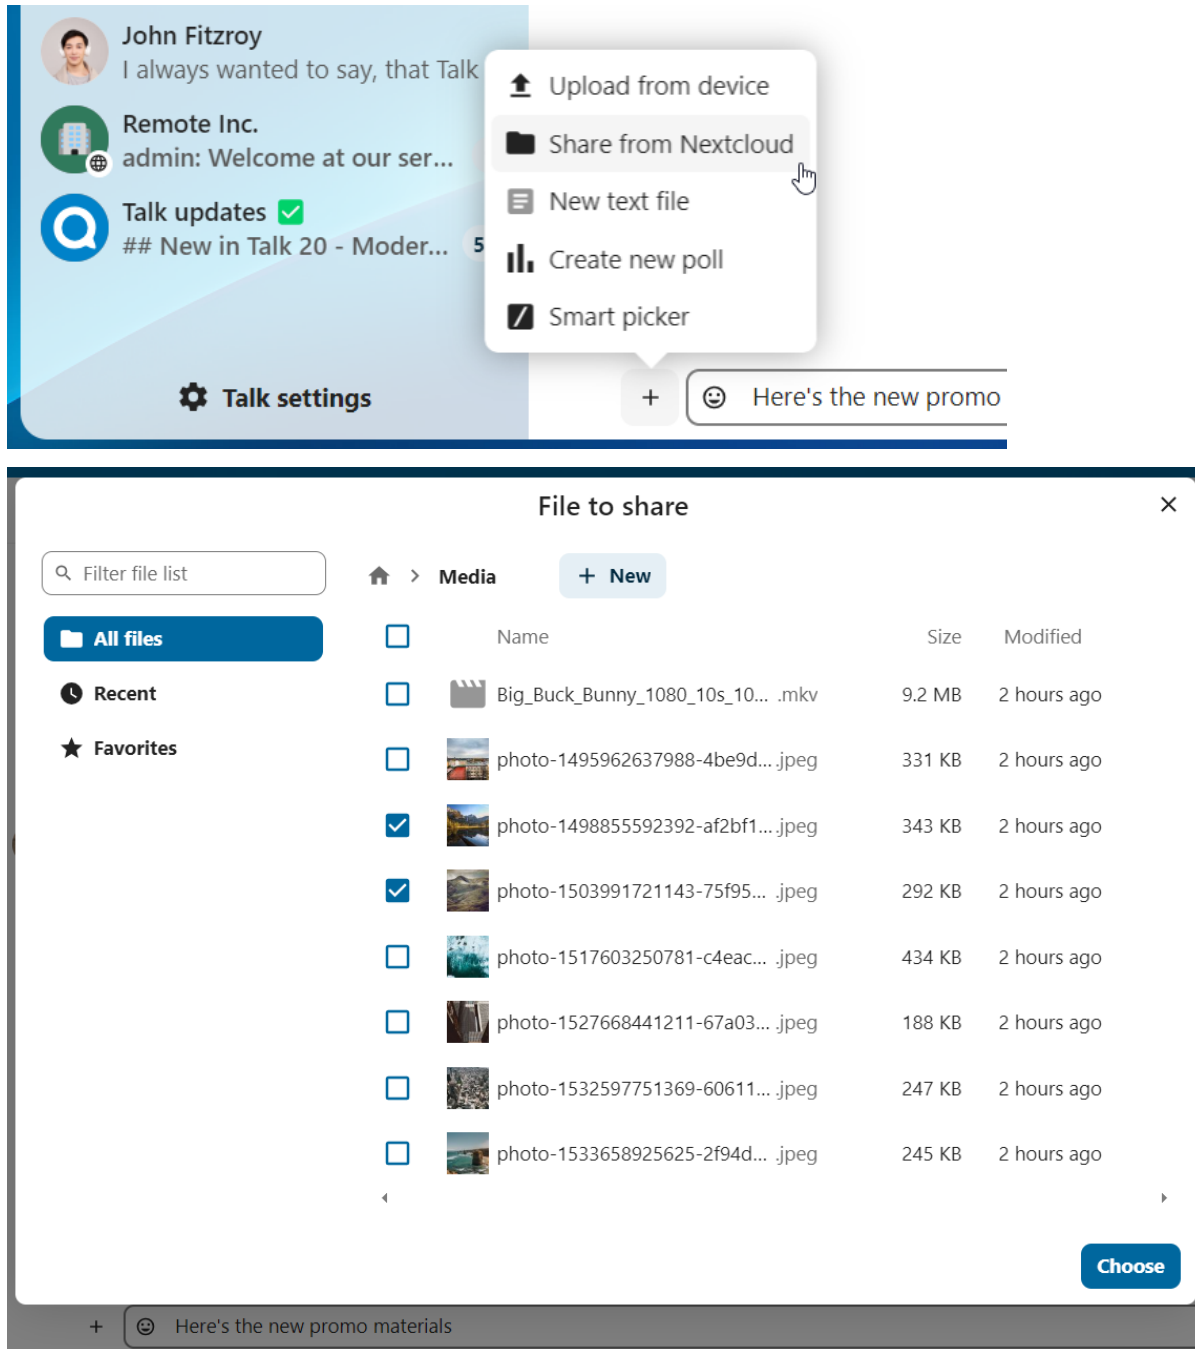 John Fitzroy
I always wanted to say, that Talk
Remote Inc.
admin: Welcome at our ser...
Talk updates ✅
## New in Talk 20 - Moder... 5
Talk settings
Upload from device
Share from Nextcloud
New text file
Create new poll
Smart picker
+ Here's the new promo
File to share
Filter file list
Media + New
All files
Recent
Favorites
Name Size Modified
Big_Buck_Bunny_1080_10s_10... .mkv 9.2 MB 2 hours ago
photo-1495962637988-4be9d... .jpeg 331 KB 2 hours ago
photo-1498855592392-af2bf1... .jpeg 343 KB 2 hours ago
photo-1503991721143-75f95... .jpeg 292 KB 2 hours ago
photo-1517603250781-c4eac... .jpeg 434 KB 2 hours ago
photo-1527668441211-67a03... .jpeg 188 KB 2 hours ago
photo-1532597751369-60611... .jpeg 247 KB 2 hours ago
photo-1533658925625-2f94d... .jpeg 245 KB 2 hours ago
Choose
+ Here's the new promo materials